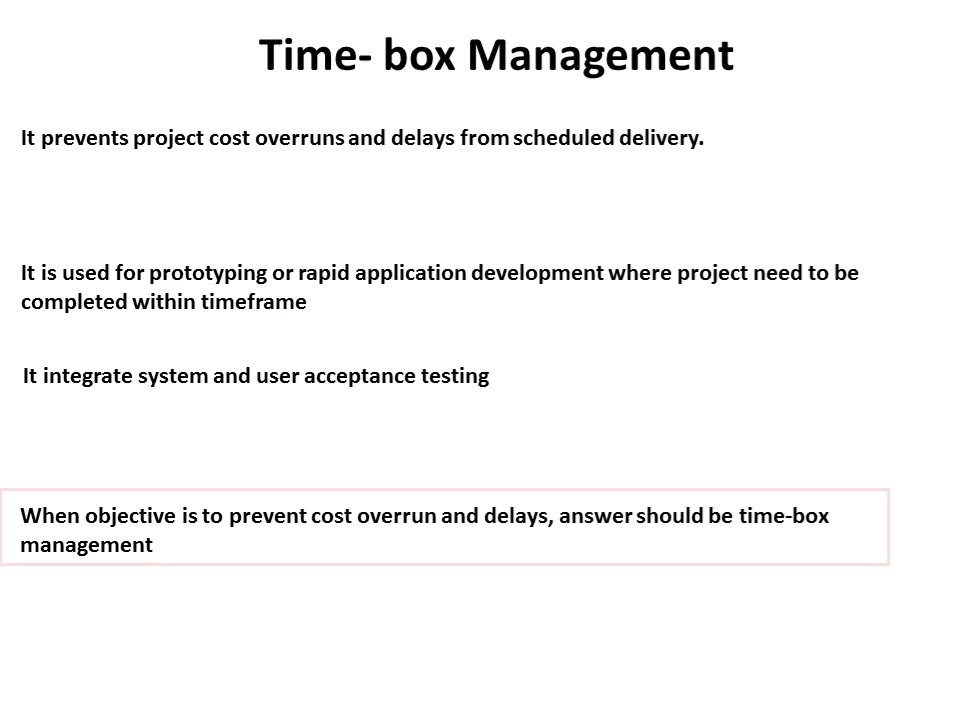 Time- box Management
It prevents project cost overruns and delays from scheduled delivery.
It is used for prototyping or rapid application development where project need to be
completed within timeframe
It integrate system and user acceptance testing
When objective is to prevent cost overrun and delays, answer should be time-box
management